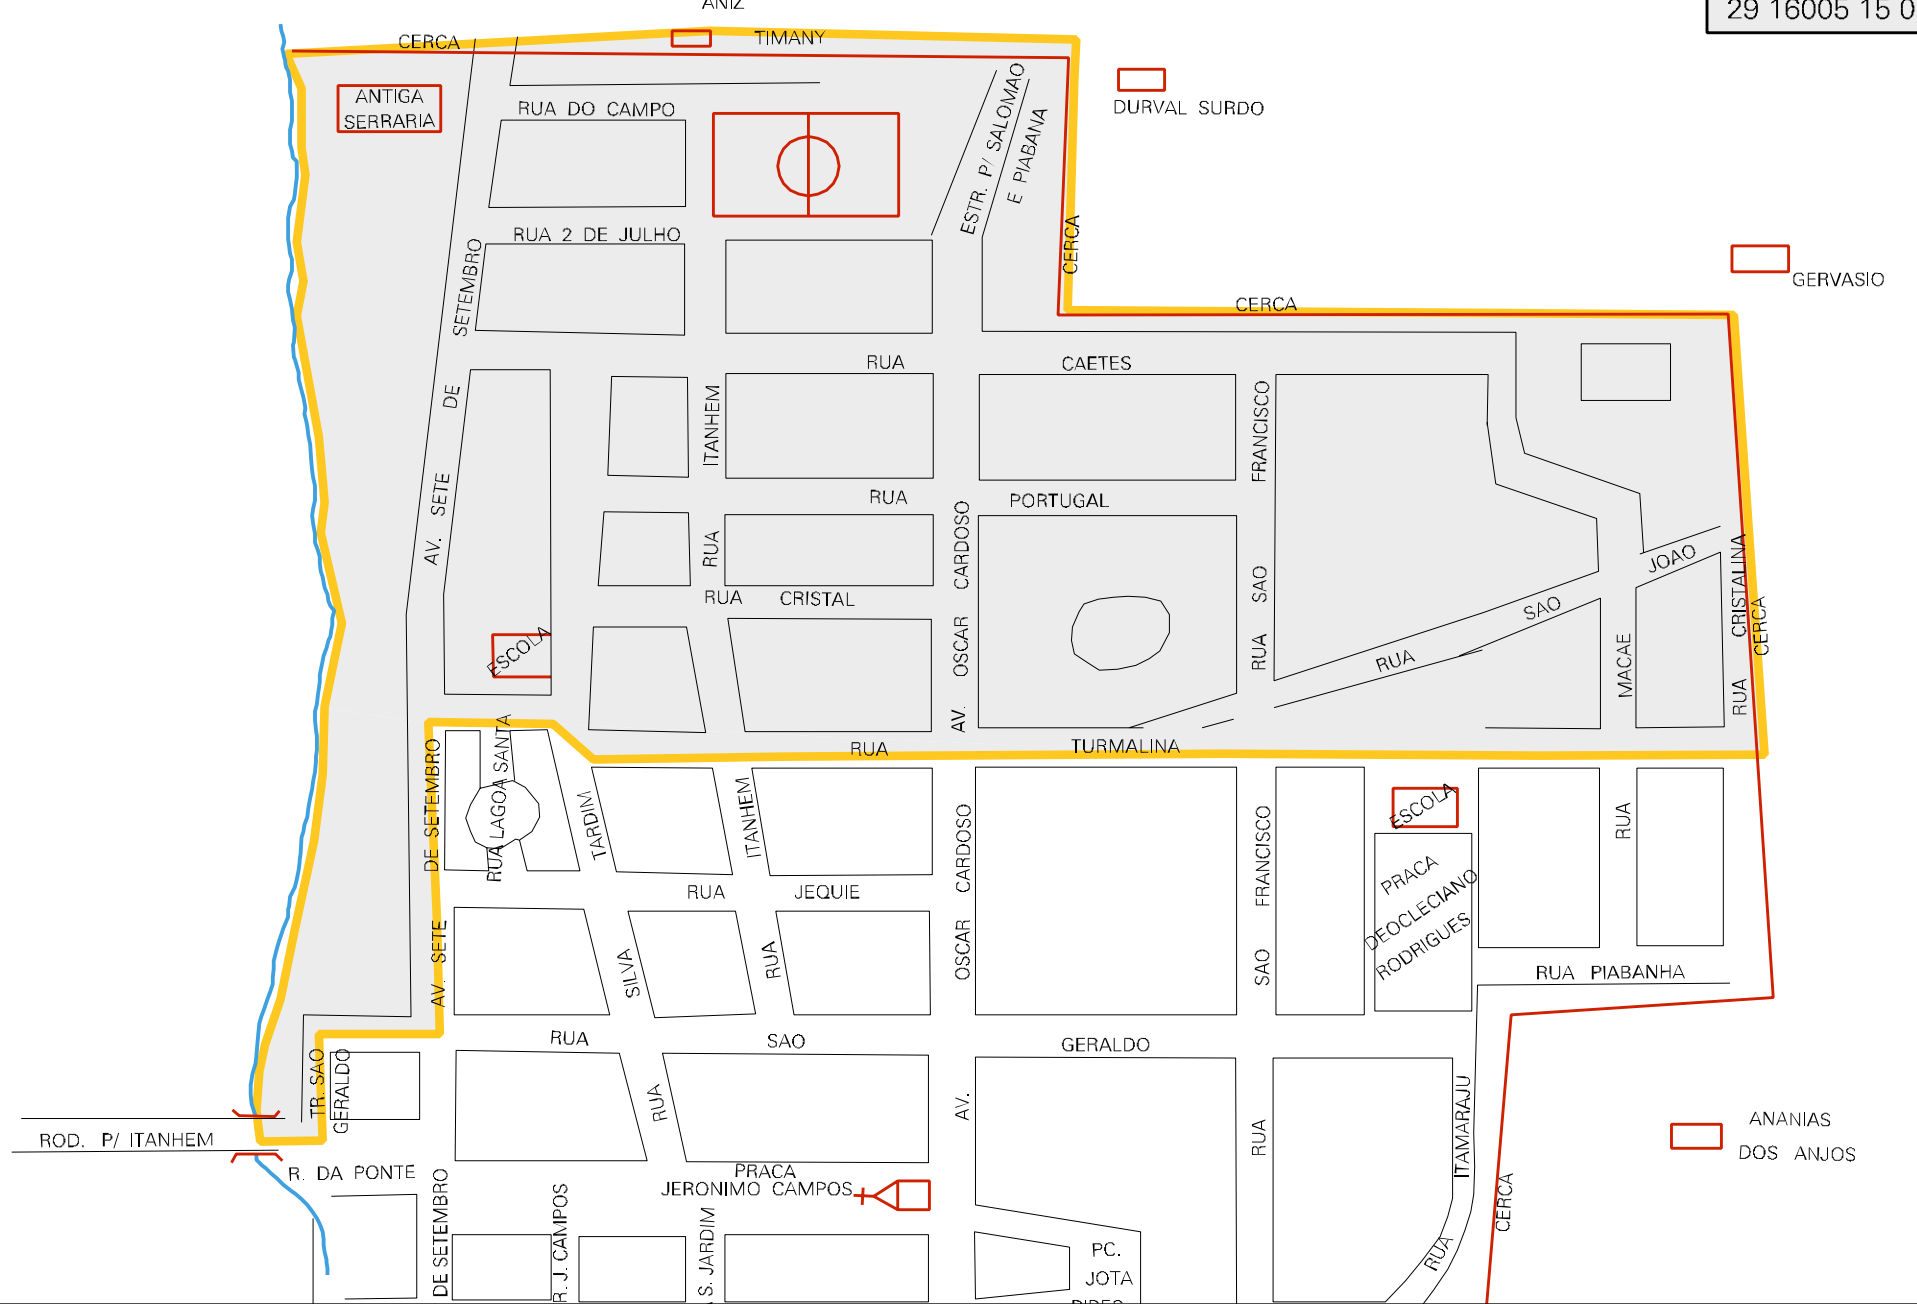 ANIZ
29 16005 15 0
CERCA
TIMANY
ANTIGA
SERRARIA
RUA DO CAMPO
ESTR. P/ SALOMAO
E PIABANA
DURVAL SURDO
RUA 2 DE JULHO
CERCA
GERVASIO
CERCA
AV. SETE DE SETEMBRO
RUA CAETES
RUA ITANHEM
RUA SAO FRANCISCO
RUA PORTUGAL
AV. OSCAR CARDOSO
RUA CRISTAL
RUA SAO JOAO
RUA CRISTALINA
CERCA
RUA MACAE
ESCOLA
RUA TURMALINA
AV. SETE DE SETEMBRO
RUA LAGOA SANTA
RUA SILVA TARDIM
RUA ITANHEM
AV. OSCAR CARDOSO
RUA SAO FRANCISCO
ESCOLA
PRACA
DEOCLECIANO
RODRIGUES
RUA JEQUIE
RUA PIABANHA
RUA SAO GERALDO
TR. SAO
GERALDO
ROD. P/ ITANHEM
R. DA PONTE
PRACA
JERONIMO CAMPOS
RUA ITAMARAJU
CERCA
ANANIAS
DOS ANJOS
DE SETEMBRO
R. J. CAMPOS
S. JARDIM
PC.
JOTA